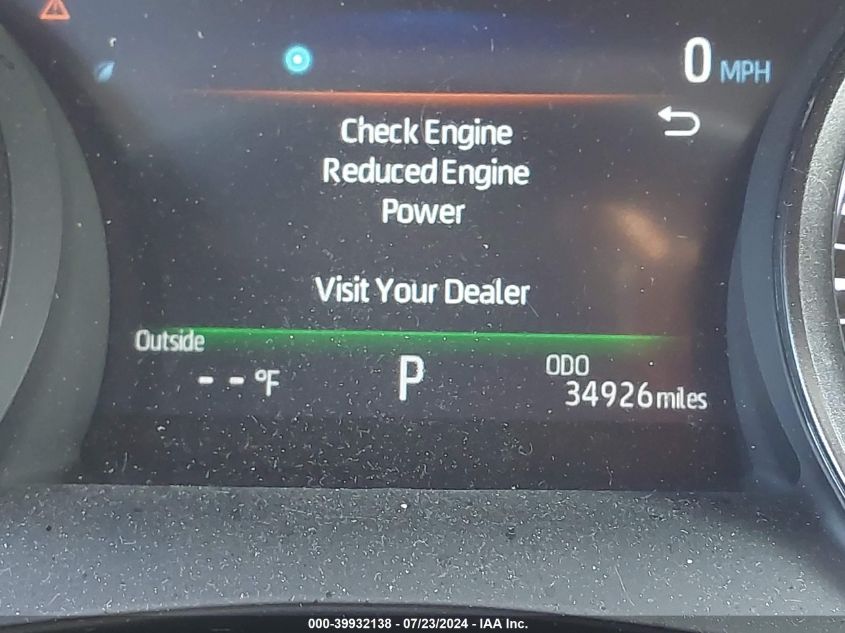 0 MPH
Check Engine
Reduced Engine
Power
Visit Your Dealer
Outside
- - °F
P
ODO
34926 miles
000-39932138 - 07/23/2024 - IAA Inc.